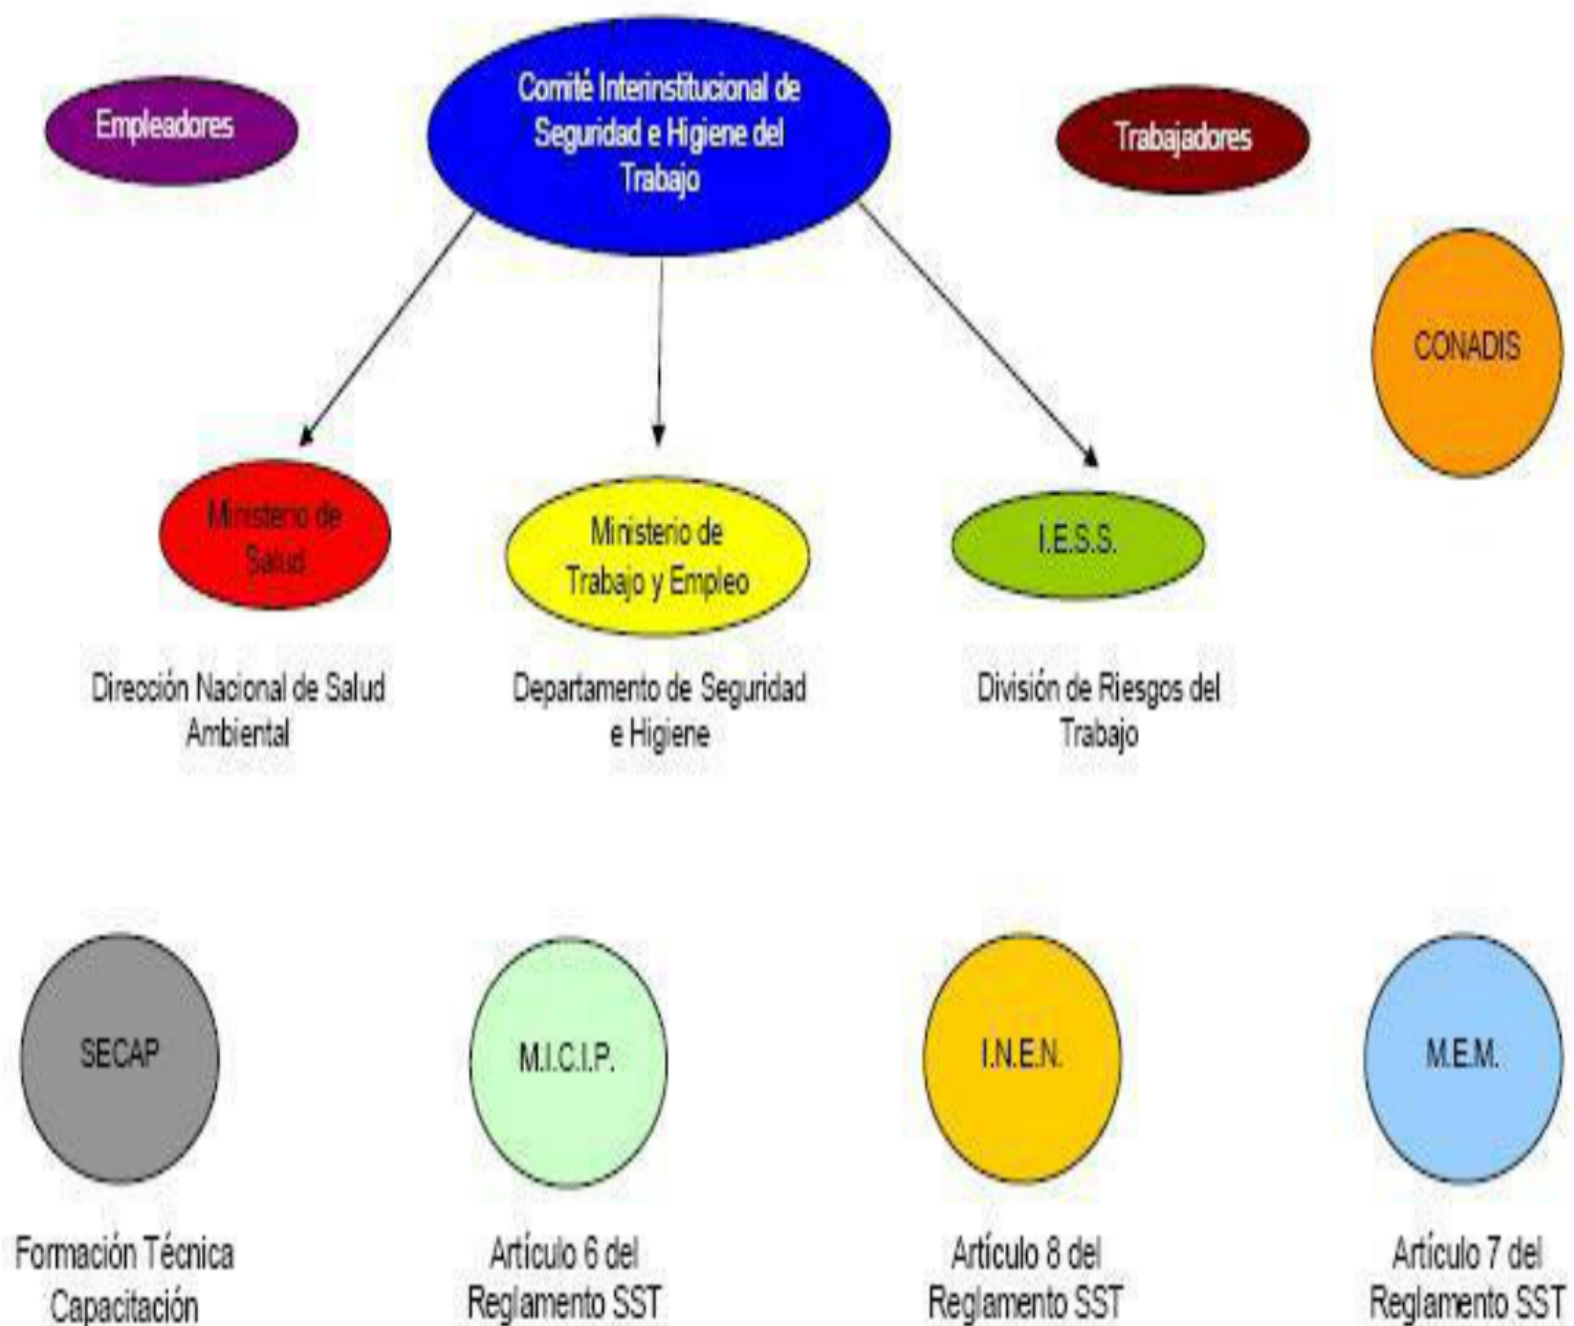 Empleadores
Comité Interinstitucional de
Seguridad e Higiene del
Trabajo
Trabajadores
CONADIS
Ministerio de
Salud
Ministerio de
Trabajo y Empleo
I.E.S.S.
Dirección Nacional de Salud
Ambiental
Departamento de Seguridad
e Higiene
División de Riesgos del
Trabajo
SECAP
M.I.C.I.P.
I.N.E.N.
M.E.M.
Formación Técnica
Capacitación
Artículo 6 del
Reglamento SST
Artículo 8 del
Reglamento SST
Artículo 7 del
Reglamento SST